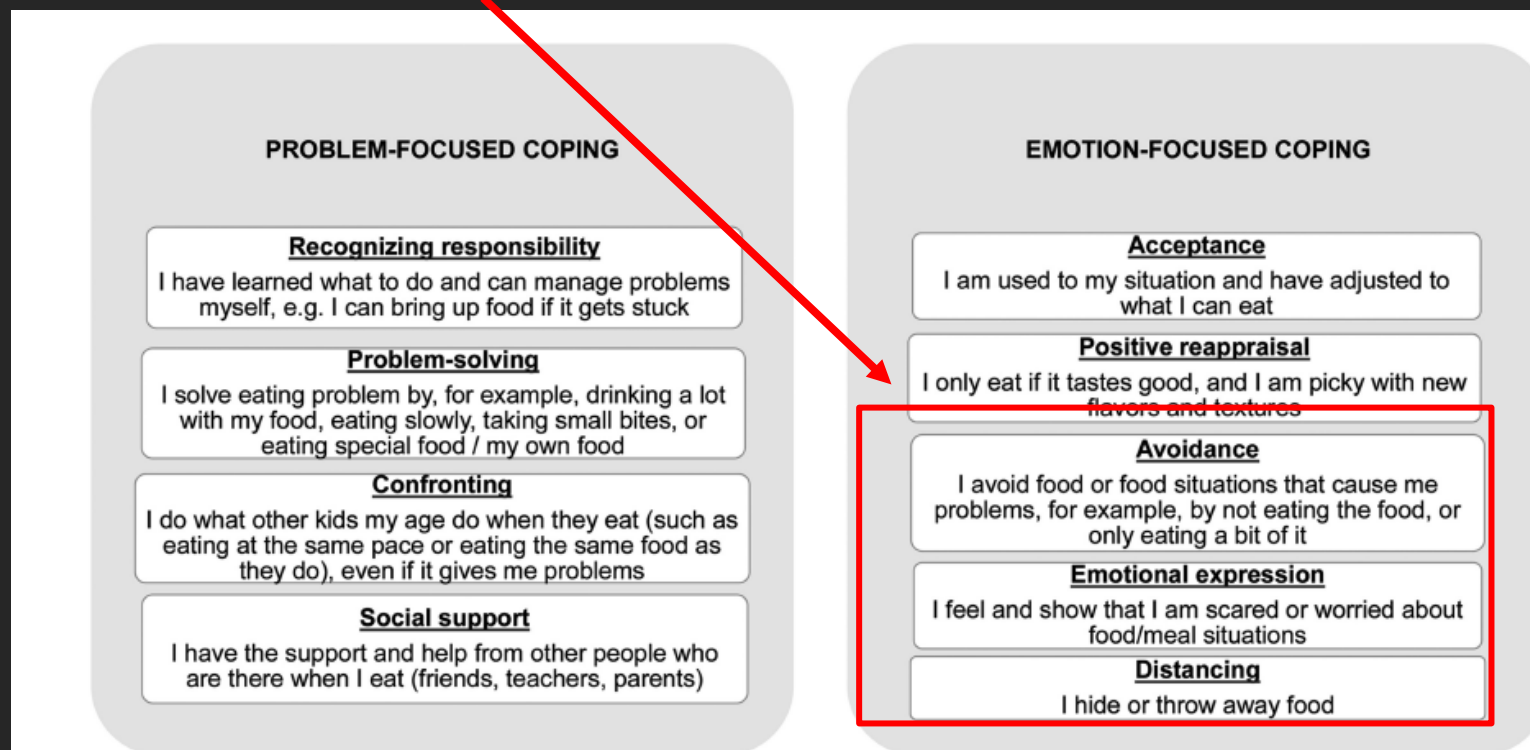 PROBLEM-FOCUSED COPING
Recognizing responsibility
I have learned what to do and can manage problems
myself, e.g. I can bring up food if it gets stuck
Problem-solving
I solve eating problem by, for example, drinking a lot
with my food, eating slowly, taking small bites, or
eating special food / my own food
Confronting
I do what other kids my age do when they eat (such as
eating at the same pace or eating the same food as
they do), even if it gives me problems
Social support
I have the support and help from other people who
are there when I eat (friends, teachers, parents)
EMOTION-FOCUSED COPING
Acceptance
I am used to my situation and have adjusted to
what I can eat
Positive reappraisal
I only eat if it tastes good, and I am picky with new
flavors and textures
Avoidance
I avoid food or food situations that cause me
problems, for example, by not eating the food, or
only eating a bit of it
Emotional expression
I feel and show that I am scared or worried about
food/meal situations
Distancing
I hide or throw away food